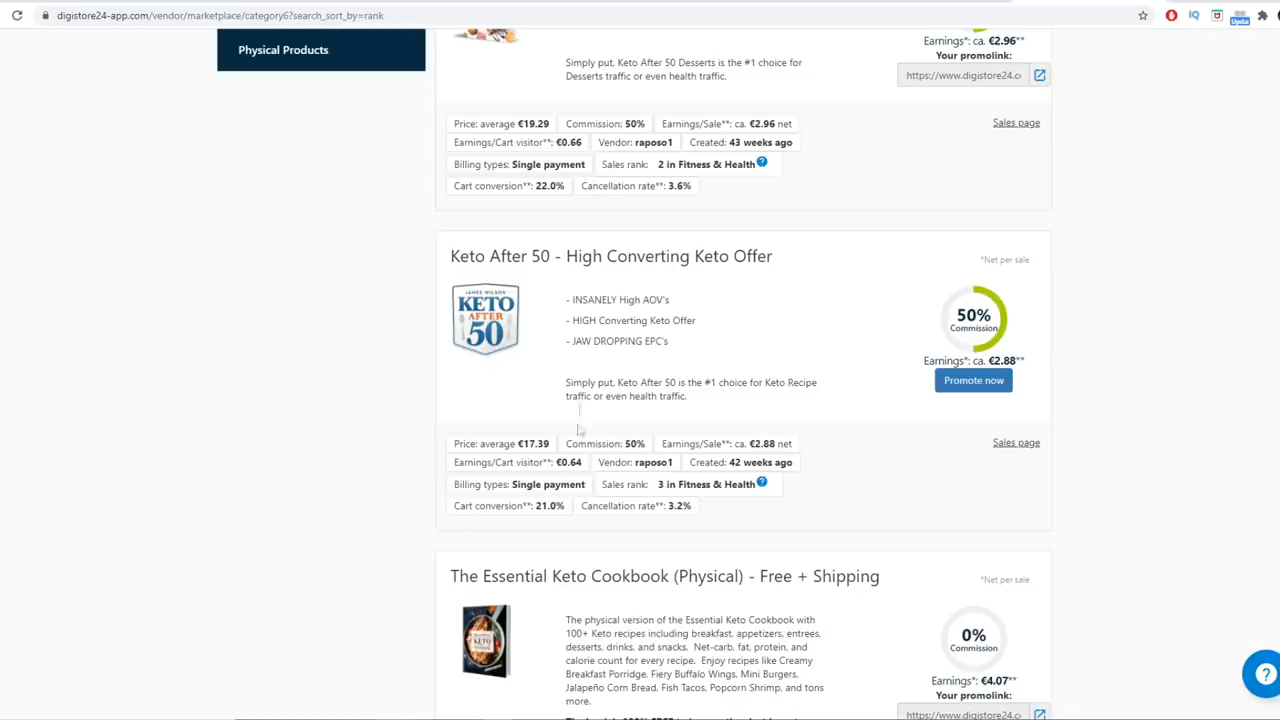 digistore24-app.com/vendor/marketplace/category6?search_sort_by=rank
IQ
Upda
Physical Products
Earnings*: ca. €2.96**
Your promolink:
https://www.digistore24.c
Simply put, Keto After 50 Desserts is the #1 choice for
Desserts traffic or even health traffic.
Price: average €19.29 Commission: 50% Earnings/Sale**: ca. €2.96 net
Sales page
Earnings/Cart visitor**: €0.66 Vendor: raposo1 Created: 43 weeks ago
Billing types: Single payment Sales rank: 2 in Fitness & Health ?
Cart conversion**: 22.0% Cancellation rate**: 3.6%
Keto After 50 - High Converting Keto Offer
*Net per sale
JAMES WILSON
KETO
AFTER
50
- INSANELY High AOV's
- HIGH Converting Keto Offer
- JAW DROPPING EPC's
Simply put, Keto After 50 is the #1 choice for Keto Recipe
traffic or even health traffic.
50%
Commission
Earnings*: ca. €2.88**
Promote now
Price: average €17.39 Commission: 50% Earnings/Sale**: ca. €2.88 net
Sales page
Earnings/Cart visitor**: €0.64 Vendor: raposo1 Created: 42 weeks ago
Billing types: Single payment Sales rank: 3 in Fitness & Health ?
Cart conversion**: 21.0% Cancellation rate**: 3.2%
The Essential Keto Cookbook (Physical) - Free + Shipping
*Net per sale
KETO
The physical version of the Essential Keto Cookbook with
100+ Keto recipes including breakfast, appetizers, entrees,
desserts, drinks, and snacks. Net-carb, fat, protein, and
calorie count for every recipe. Enjoy recipes like Creamy
Breakfast Porridge, Fiery Buffalo Wings, Mini Burgers,
Jalapeño Corn Bread, Fish Tacos, Popcorn Shrimp, and tons
more.
0%
Commission
Earnings*: €4.07**
Your promolink:
https://www.digistore24.c
?